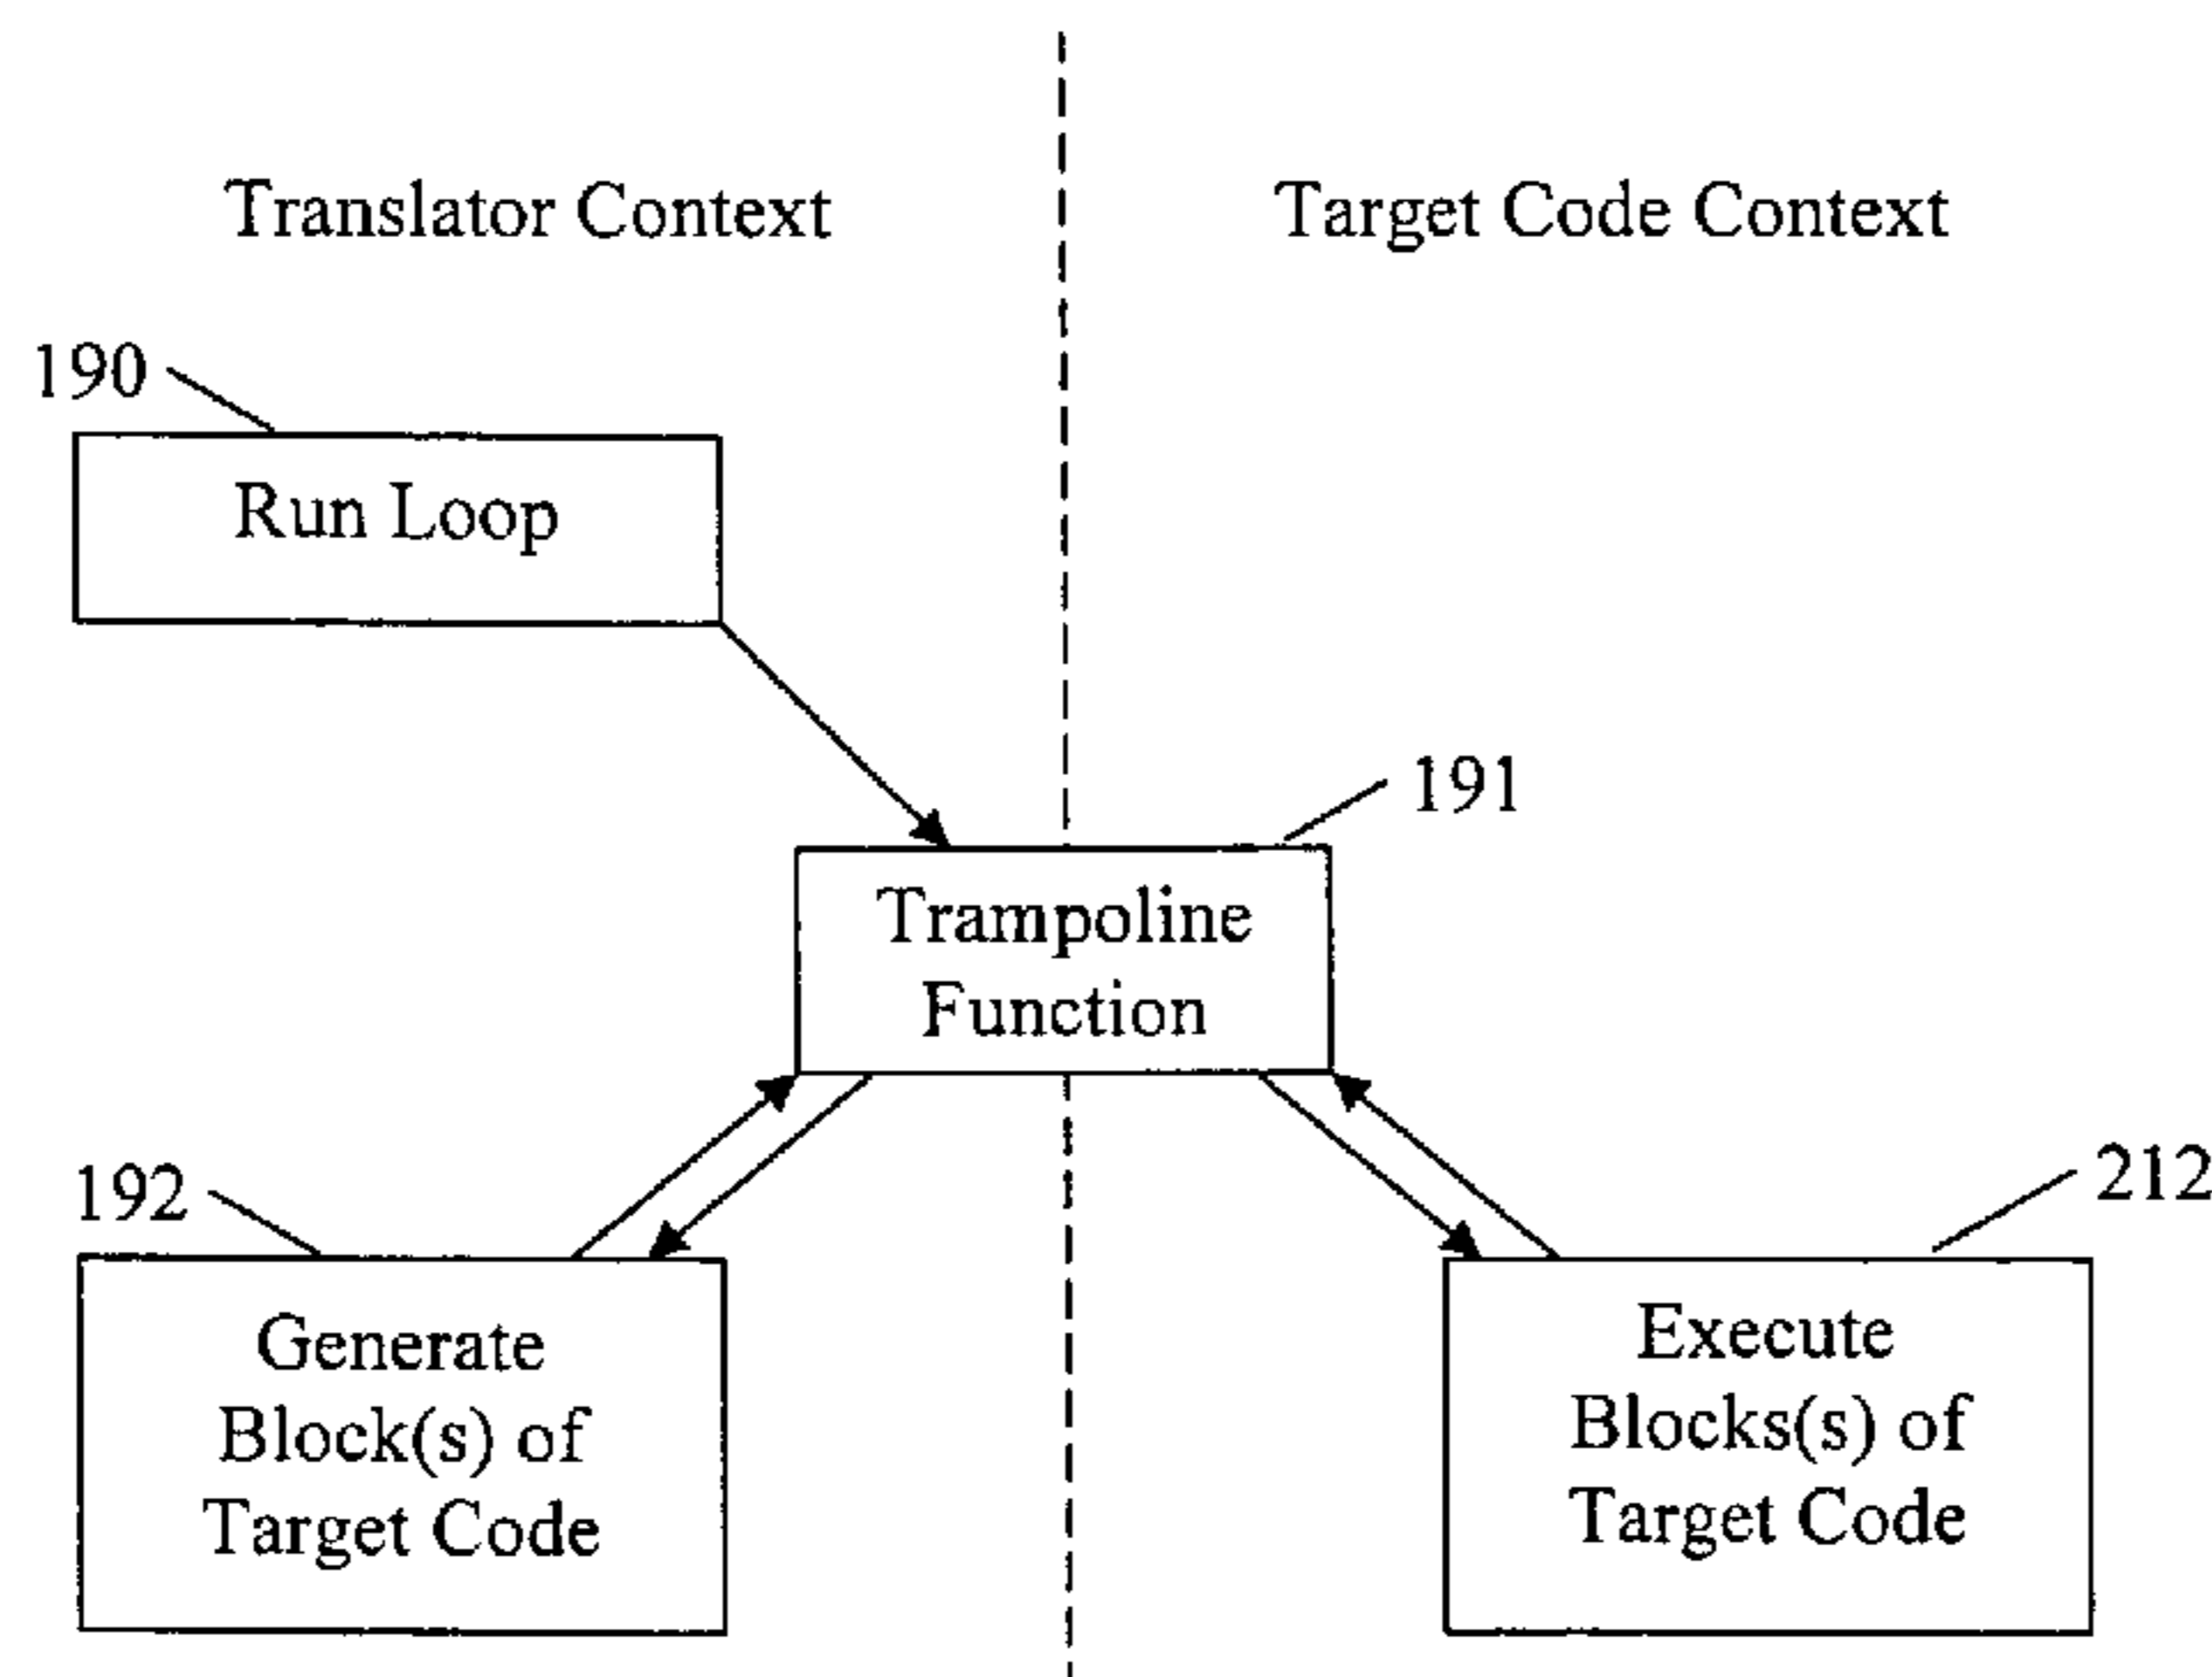 Translator Context
Target Code Context
190
Run Loop
191
Trampoline
Function
192
212
Generate
Block(s) of
Target Code
Execute
Blocks(s) of
Target Code